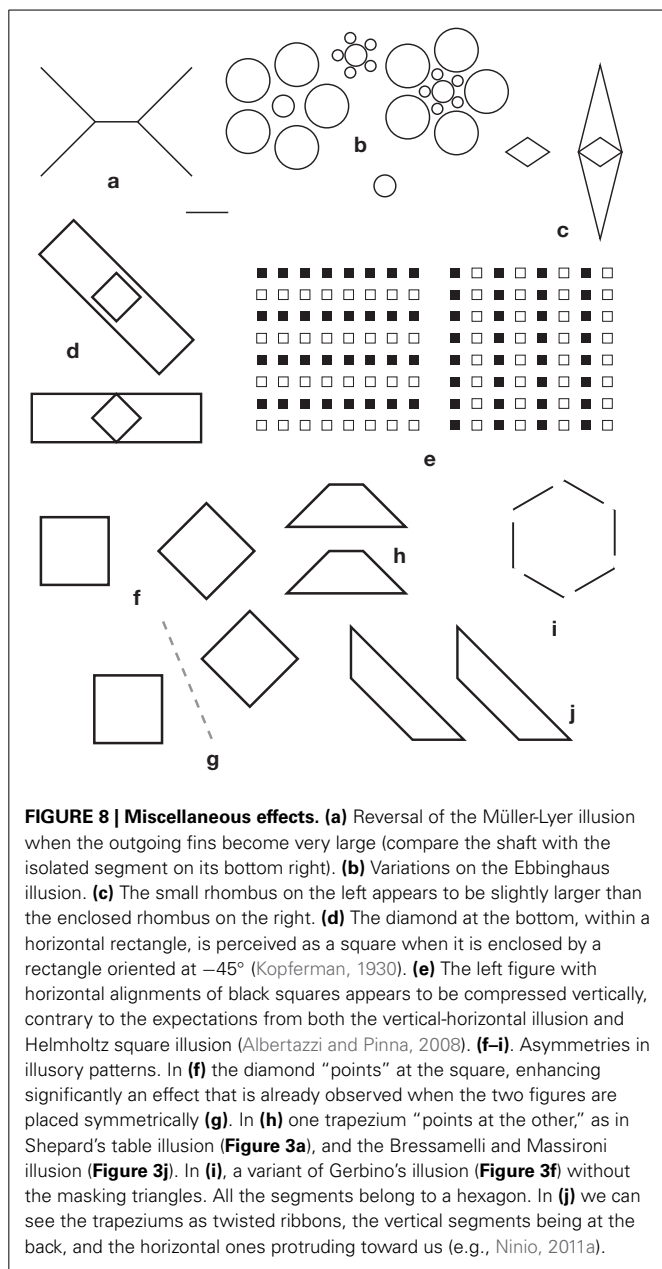 a
b
c
d
e
f
g
h
i
j
FIGURE 8 | Miscellaneous effects. (a) Reversal of the Müller-Lyer illusion
when the outgoing fins become very large (compare the shaft with the
isolated segment on its bottom right). (b) Variations on the Ebbinghaus
illusion. (c) The small rhombus on the left appears to be slightly larger than
the enclosed rhombus on the right. (d) The diamond at the bottom, within a
horizontal rectangle, is perceived as a square when it is enclosed by a
rectangle oriented at −45° (Kopferman, 1930). (e) The left figure with
horizontal alignments of black squares appears to be compressed vertically,
contrary to the expectations from both the vertical-horizontal illusion and
Helmholtz square illusion (Albertazzi and Pinna, 2008). (f–i). Asymmetries in
illusory patterns. In (f) the diamond “points” at the square, enhancing
significantly an effect that is already observed when the two figures are
placed symmetrically (g). In (h) one trapezium “points at the other,” as in
Shepard’s table illusion (Figure 3a), and the Bressamelli and Massironi
illusion (Figure 3j). In (i), a variant of Gerbino’s illusion (Figure 3f) without
the masking triangles. All the segments belong to a hexagon. In (j) we can
see the trapeziums as twisted ribbons, the vertical segments being at the
back, and the horizontal ones protruding toward us (e.g., Ninio, 2011a).